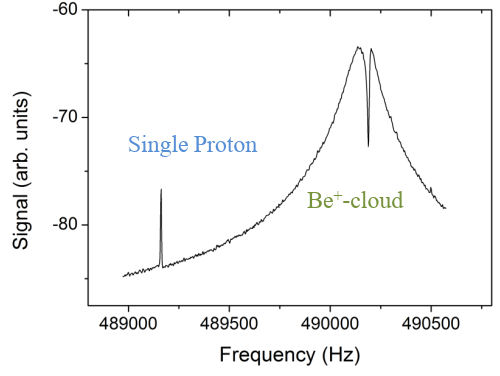 -60
-70
-80
Signal (arb. units)
Single Proton
Be+-cloud
489000
489500
490000
490500
Frequency (Hz)